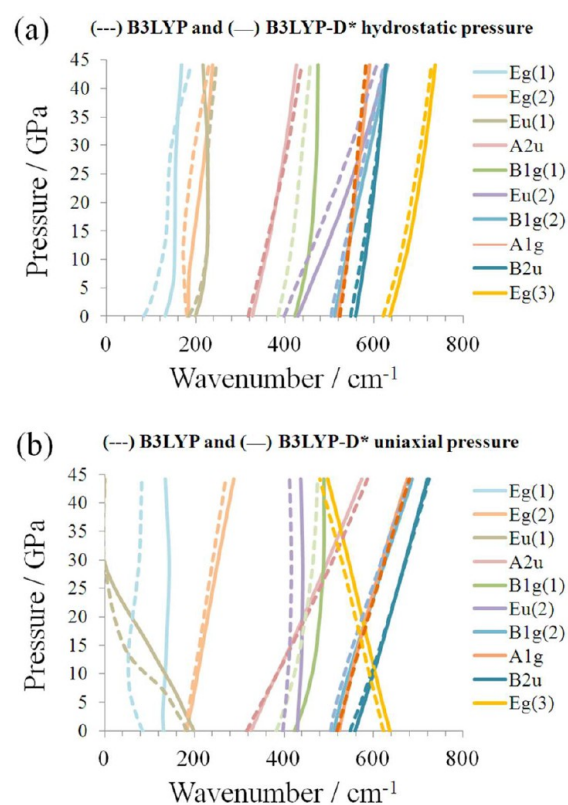 (a)
(---) B3LYP and (—) B3LYP-D* hydrostatic pressure
Pressure / GPa
45
40
35
30
25
20
15
10
5
0
0
200
400
600
800
Wavenumber / cm-1
Eg(1)
Eg(2)
Eu(1)
A2u
B1g(1)
Eu(2)
B1g(2)
A1g
B2u
Eg(3)
(b)
(---) B3LYP and (—) B3LYP-D* uniaxial pressure
Pressure / GPa
45
40
35
30
25
20
15
10
5
0
0
200
400
600
800
Wavenumber / cm-1
Eg(1)
Eg(2)
Eu(1)
A2u
B1g(1)
Eu(2)
B1g(2)
A1g
B2u
Eg(3)